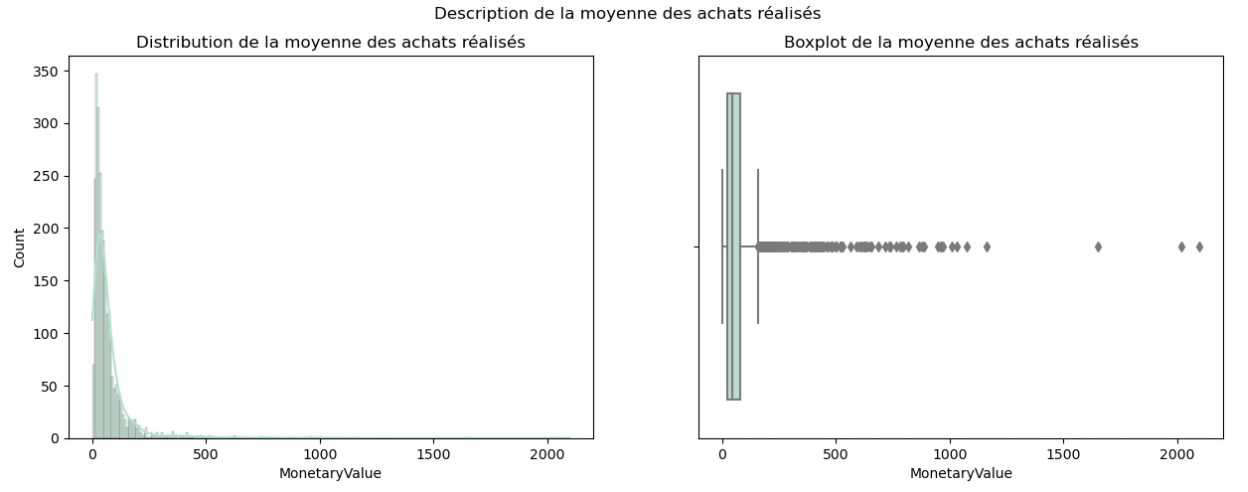 Description de la moyenne des achats réalisés
Distribution de la moyenne des achats réalisés
Boxplot de la moyenne des achats réalisés
350
300
250
200
150
100
50
0
Count
0 500 1000 1500 2000
MonetaryValue
0 500 1000 1500 2000
MonetaryValue